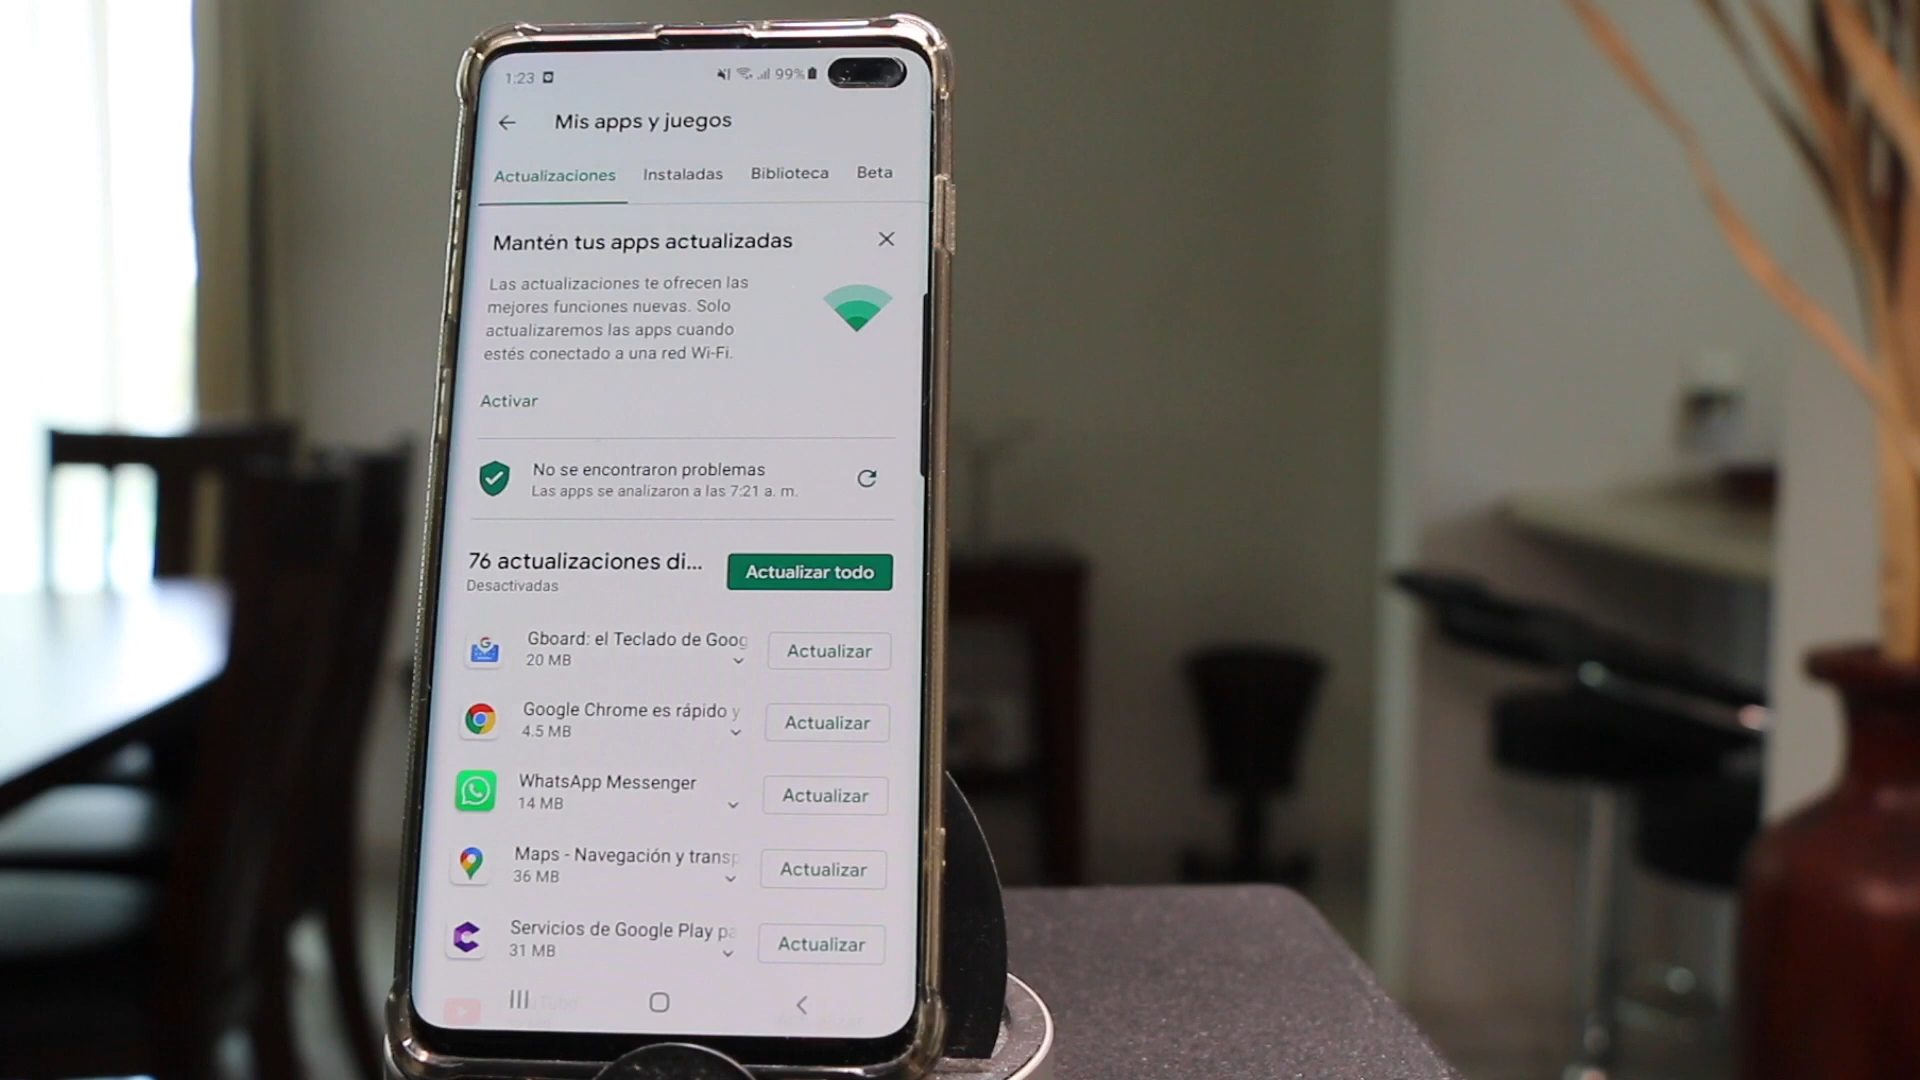 1:23 99%
Mis apps y juegos
Actualizaciones Instaladas Biblioteca Beta
Mantén tus apps actualizadas
Las actualizaciones te ofrecen las
mejores funciones nuevas. Solo
actualizaremos las apps cuando
estés conectado a una red Wi-Fi.
Activar
No se encontraron problemas
Las apps se analizaron a las 7:21 a. m.
76 actualizaciones di... Actualizar todo
Desactivadas
Gboard: el Teclado de Goog Actualizar
20 MB
Google Chrome es rápido y Actualizar
4.5 MB
WhatsApp Messenger Actualizar
14 MB
Maps - Navegación y transp Actualizar
36 MB
Servicios de Google Play pa Actualizar
31 MB